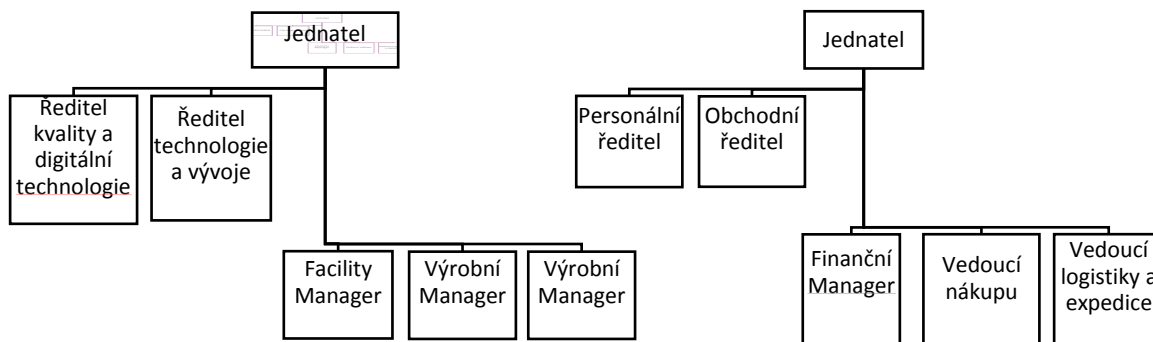 Jednatel
Ředitel
kvality a
digitální
technologie
Ředitel
technologie
a vývoje
Facility
Manager
Výrobní
Manager
Výrobní
Manager
Jednatel
Personální
ředitel
Obchodní
ředitel
Finanční
Manager
Vedoucí
nákupu
Vedoucí
logistiky a
expedice